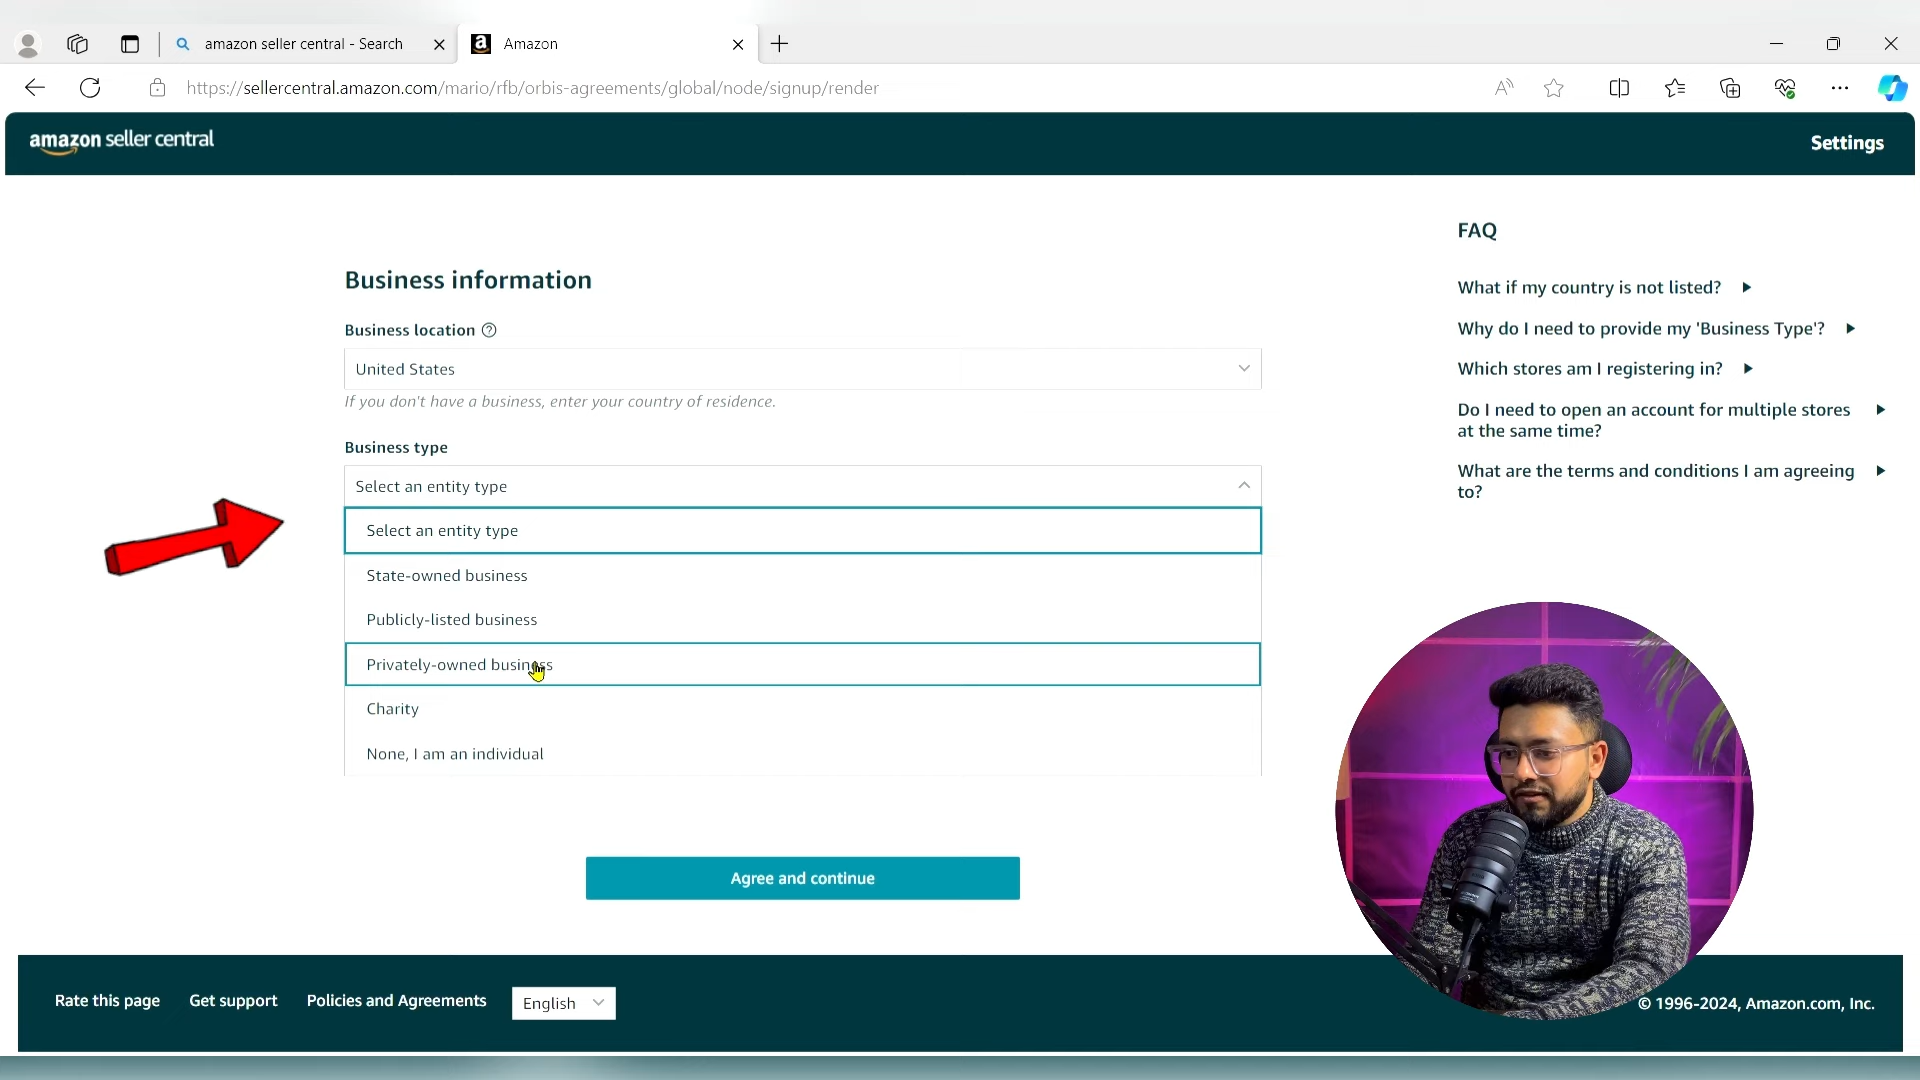 amazon seller central - Search
Amazon
https://sellercentral.amazon.com/mario/rfb/orbis-agreements/global/node/signup/render
amazon seller central
Settings
Business information
Business location
United States
If you don't have a business, enter your country of residence.
Business type
Select an entity type
Select an entity type
State-owned business
Publicly-listed business
Privately-owned business
Charity
None, I am an individual
Agree and continue
FAQ
What if my country is not listed?
Why do I need to provide my 'Business Type'?
Which stores am I registering in?
Do I need to open an account for multiple stores
at the same time?
What are the terms and conditions I am agreeing
to?
Rate this page
Get support
Policies and Agreements
English
© 1996-2024, Amazon.com, Inc.